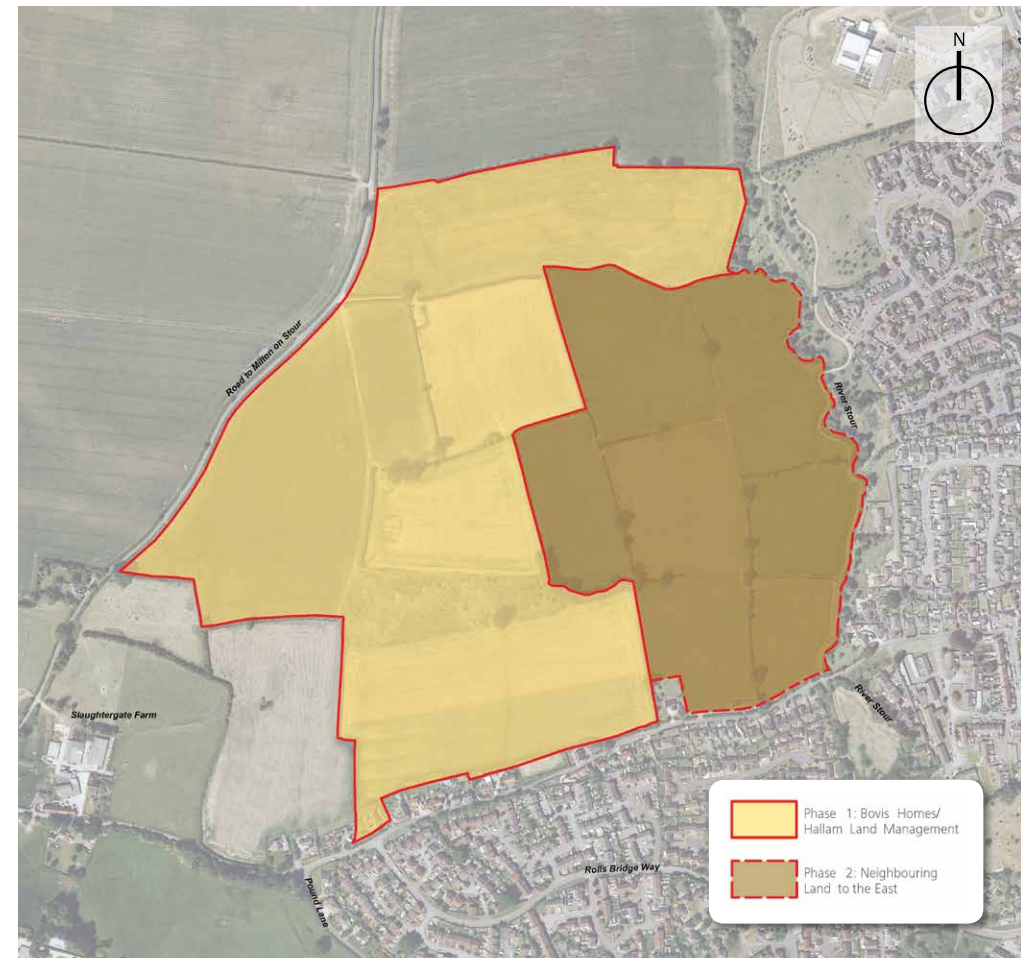 N
Road to Milton on Stour
River Stour
Slaughtergate Farm
River Stour
Phase 1: Bovis Homes/
Hallam Land Management
Phase 2: Neighbouring
Land to the East
Rolls Bridge Way
Pound Lane